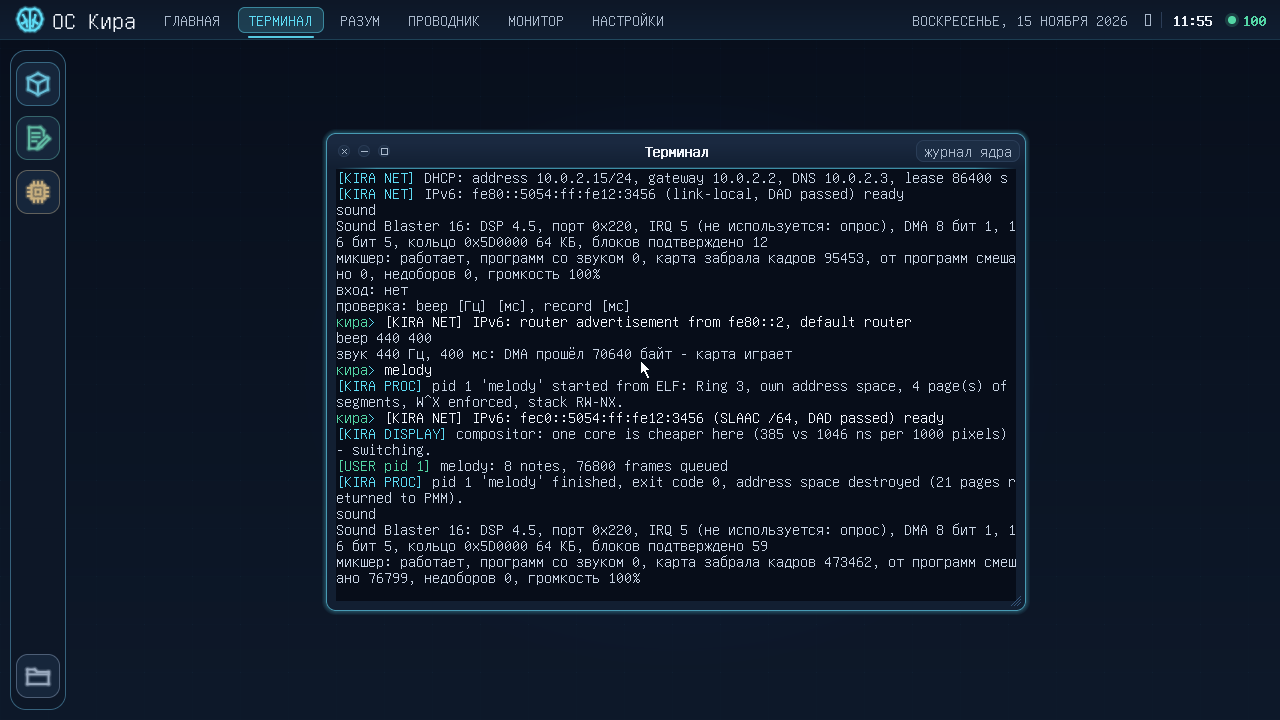 ОС Кира
ГЛАВНАЯ
ТЕРМИНАЛ
РАЗУМ
ПРОВОДНИК
МОНИТОР
НАСТРОЙКИ
ВОСКРЕСЕНЬЕ, 15 НОЯБРЯ 2026
11:55
100
Терминал
журнал ядра
[KIRA NET] DHCP: address 10.0.2.15/24, gateway 10.0.2.2, DNS 10.0.2.3, lease 86400 s
[KIRA NET] IPv6: fe80::5054:ff:fe12:3456 (link-local, DAD passed) ready
sound
Sound Blaster 16: DSP 4.5, порт 0x220, IRQ 5 (не используется: опрос), DMA 8 бит 1, 1
6 бит 5, кольцо 0x5D0000 64 КБ, блоков подтверждено 12
микшер: работает, программ со звуком 0, карта забрала кадров 95453, от программ смеша
но 0, недоборов 0, громкость 100%
вход: нет
проверка: beep [Гц] [мс], record [мс]
кира> [KIRA NET] IPv6: router advertisement from fe80::2, default router
beep 440 400
звук 440 Гц, 400 мс: DMA прошёл 70640 байт - карта играет
кира> melody
[KIRA PROC] pid 1 'melody' started from ELF: Ring 3, own address space, 4 page(s) of
segments, W^X enforced, stack RW-NX.
кира> [KIRA NET] IPv6: fec0::5054:ff:fe12:3456 (SLAAC /64, DAD passed) ready
[KIRA DISPLAY] compositor: one core is cheaper here (385 vs 1046 ns per 1000 pixels)
- switching.
[USER pid 1] melody: 8 notes, 76800 frames queued
[KIRA PROC] pid 1 'melody' finished, exit code 0, address space destroyed (21 pages r
eturned to PMM).
sound
Sound Blaster 16: DSP 4.5, порт 0x220, IRQ 5 (не используется: опрос), DMA 8 бит 1, 1
6 бит 5, кольцо 0x5D0000 64 КБ, блоков подтверждено 59
микшер: работает, программ со звуком 0, карта забрала кадров 473462, от программ смеш
ано 76799, недоборов 0, громкость 100%